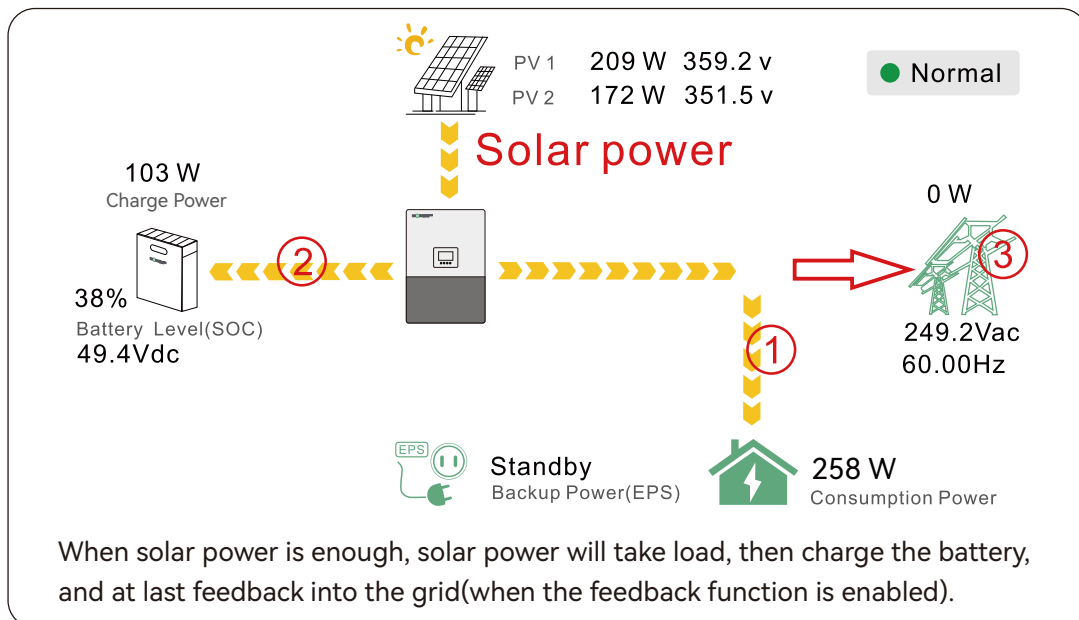 PV 1 209 W 359.2 v
PV 2 172 W 351.5 v
Normal
Solar power
103 W
Charge Power
0 W
2
3
1
38%
Battery Level(SOC)
49.4Vdc
249.2Vac
60.00Hz
EPS
Standby
Backup Power(EPS)
258 W
Consumption Power
When solar power is enough, solar power will take load, then charge the battery,
and at last feedback into the grid(when the feedback function is enabled).